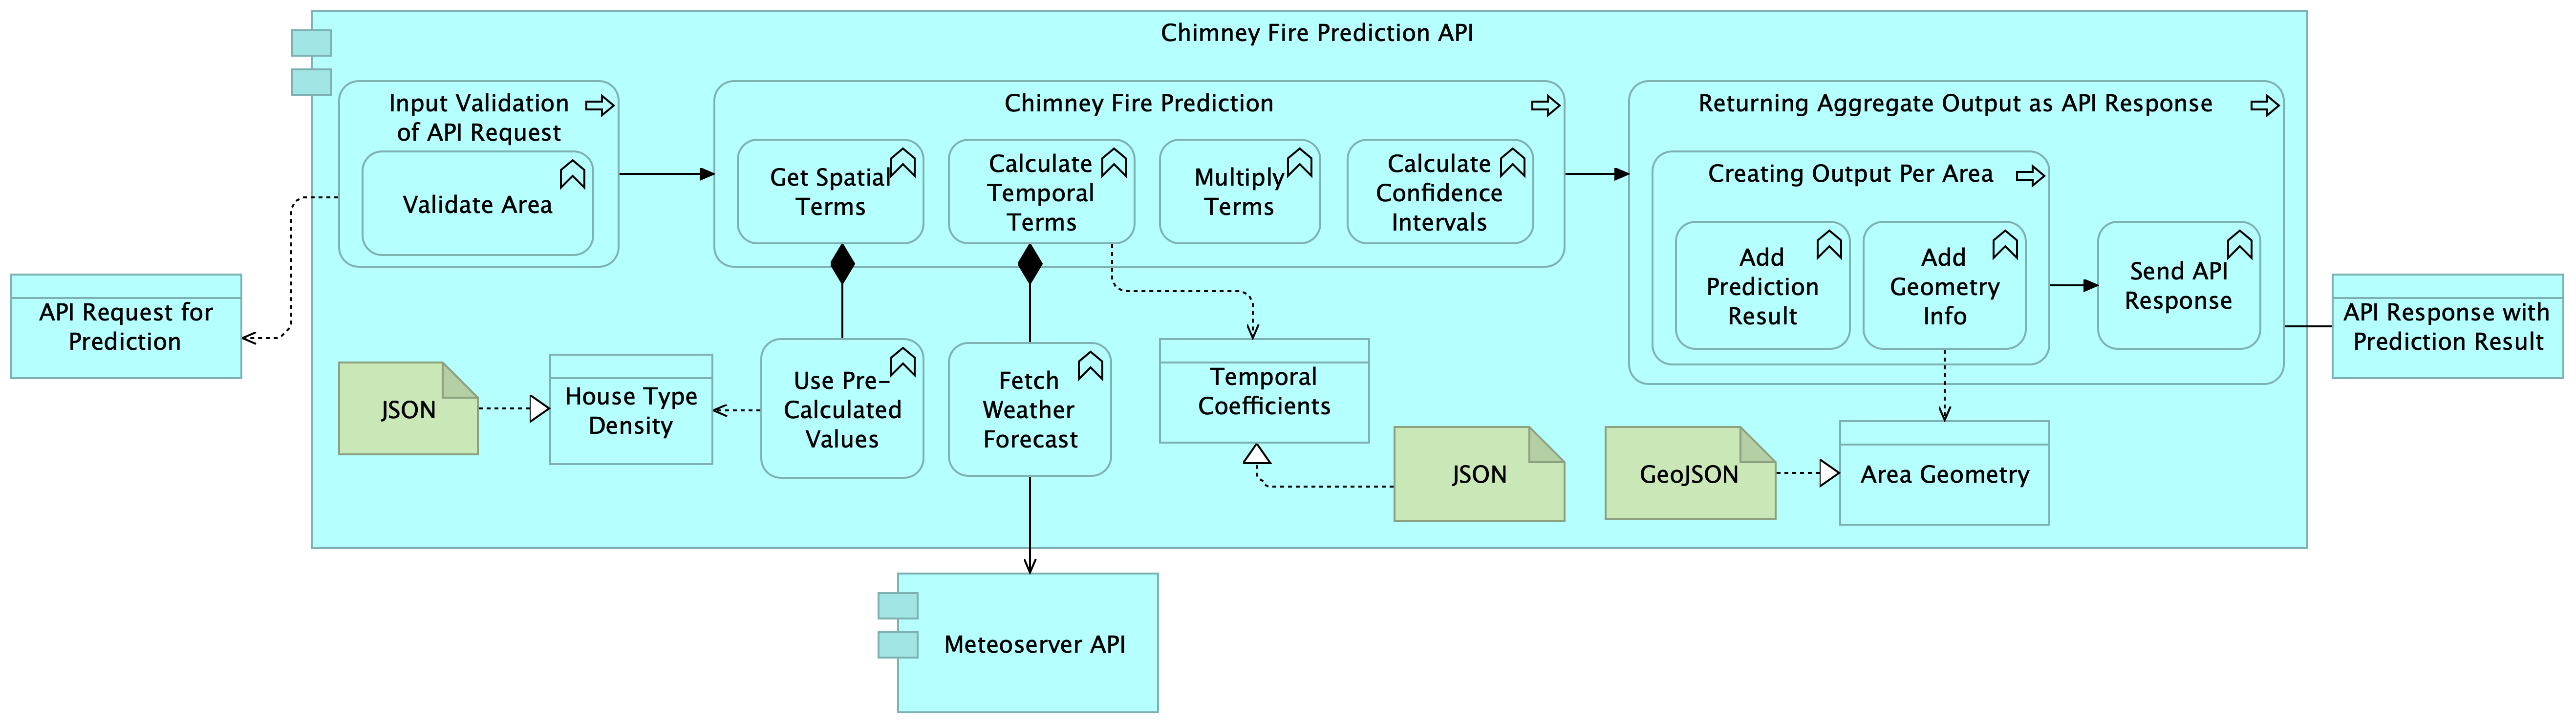 Chimney Fire Prediction API
Input Validation
of API Request
Validate Area
Chimney Fire Prediction
Get Spatial
Terms
Calculate
Temporal
Terms
Multiply
Terms
Calculate
Confidence
Intervals
Returning Aggregate Output as API Response
Creating Output Per Area
Add
Prediction
Result
Add
Geometry
Info
Send API
Response
API Request for
Prediction
API Response with
Prediction Result
JSON
House Type
Density
Use Pre-
Calculated
Values
Fetch
Weather
Forecast
Temporal
Coefficients
JSON
GeoJSON
Area Geometry
Meteoserver API